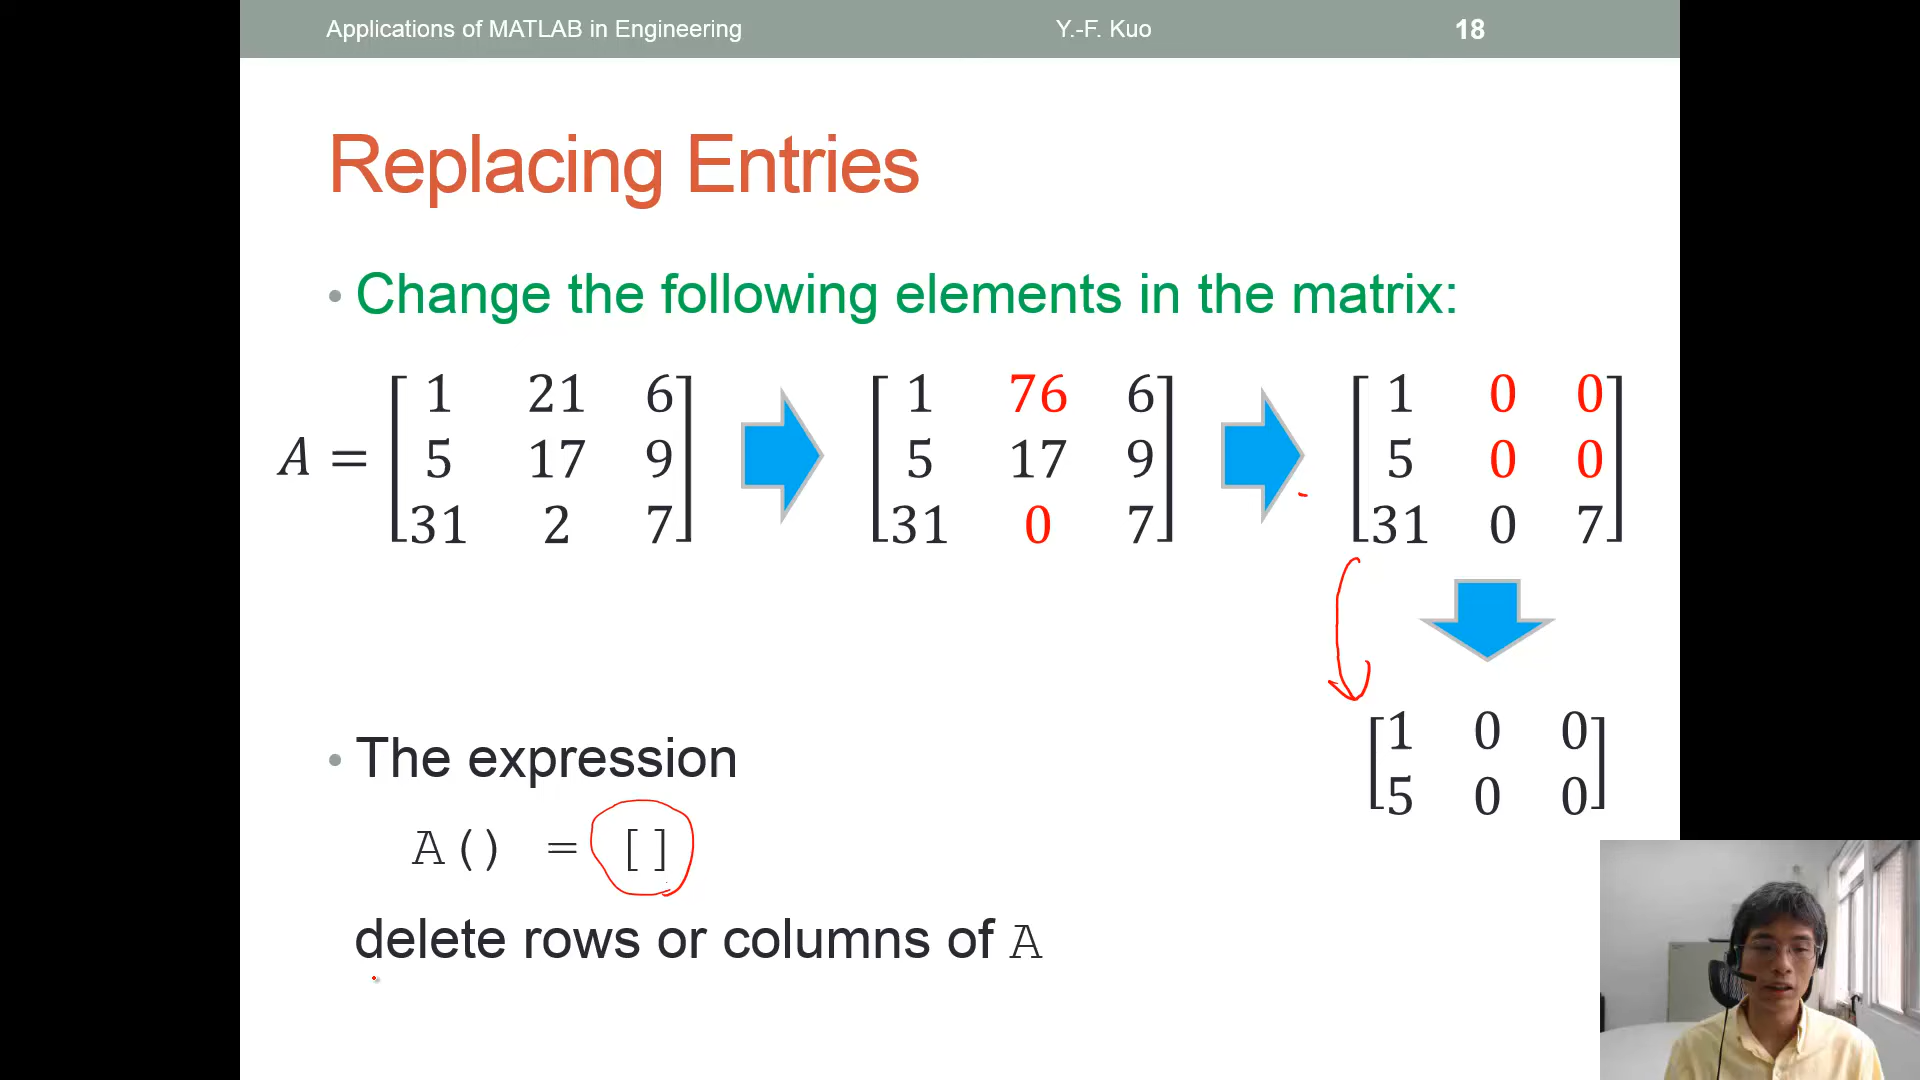 Applications of MATLAB in Engineering Y.-F. Kuo 18
Replacing Entries
• Change the following elements in the matrix:
1 21 6 1 76 6 1 0 0
A = 5 17 9 5 17 9 5 0 0
31 2 7 31 0 7 31 0 7
1 0 0
• The expression
5 0 0
A() = []
delete rows or columns of A